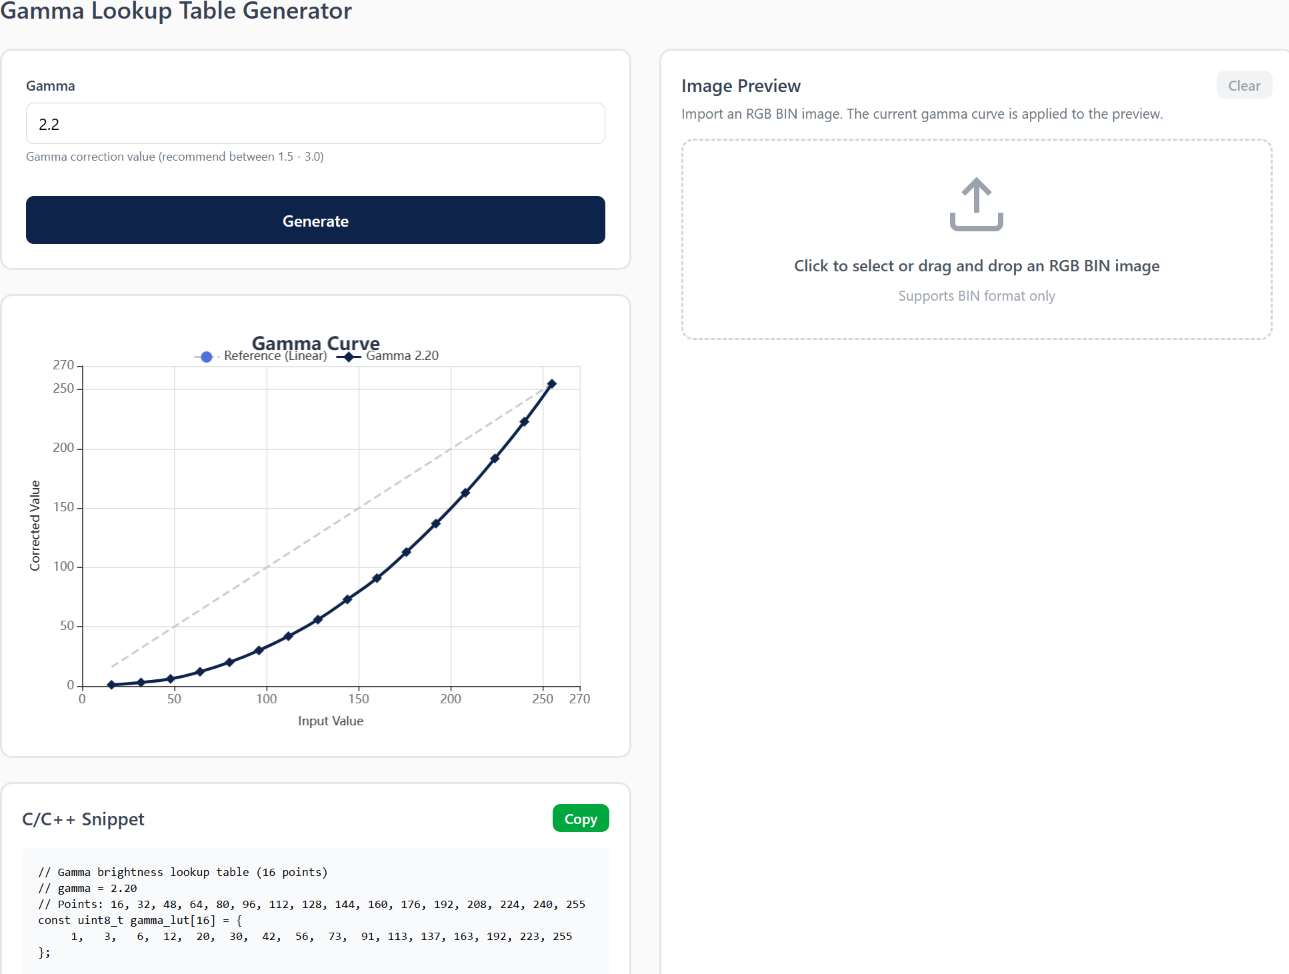 Gamma Lookup Table Generator
Gamma
2.2
Gamma correction value (recommend between 1.5 - 3.0)
Generate
Gamma Curve
Reference (Linear)
Gamma 2.20
270
250
200
150
100
50
0
Corrected Value
0 50 100 150 200 250 270
Input Value
C/C++ Snippet
Copy
// Gamma brightness lookup table (16 points)
// gamma = 2.20
// Points: 16, 32, 48, 64, 80, 96, 112, 128, 144, 160, 176, 192, 208, 224, 240, 255
const uint8_t gamma_lut[16] = {
1, 3, 6, 12, 20, 30, 42, 56, 73, 91, 113, 137, 163, 192, 223, 255
};
Image Preview
Clear
Import an RGB BIN image. The current gamma curve is applied to the preview.
Click to select or drag and drop an RGB BIN image
Supports BIN format only